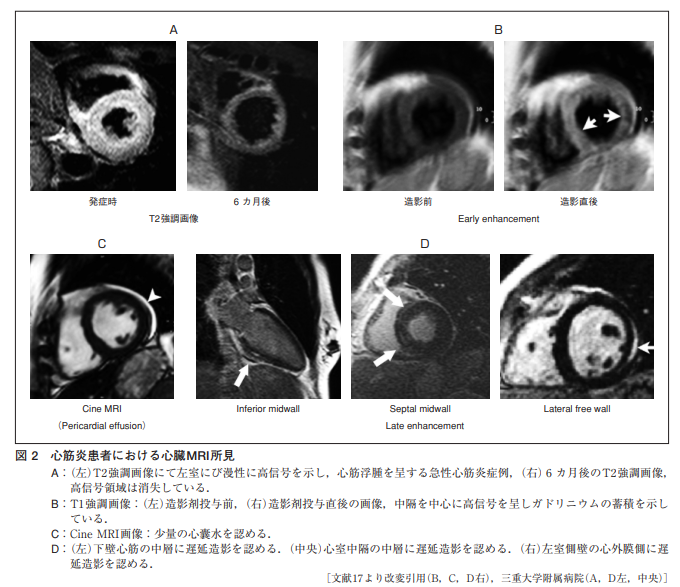 A
B
発症時
6 カ月後
造影前
造影直後
T2強調画像
Early enhancement
10
0
10
0
C
D
Cine MRI
(Pericardial effusion)
Inferior midwall
Septal midwall
Lateral free wall
Late enhancement
図 2 心筋炎患者における心臓MRI所見
A:(左)T2強調画像にて左室にび漫性に高信号を示し,心筋浮腫を呈する急性心筋炎症例,(右) 6 カ月後のT2強調画像,
高信号領域は消失している.
B:T1強調画像:(左)造影剤投与前,(右)造影剤投与直後の画像,中隔を中心に高信号を呈しガドリニウムの蓄積を示し
ている.
C:Cine MRI画像:少量の心嚢水を認める.
D:(左)下壁心筋の中層に遅延造影を認める.(中央)心室中隔の中層に遅延造影を認める.(右)左室側壁の心外膜側に遅
延造影を認める.
[文献17より改変引用(B,C,D右),三重大学附属病院(A,D左,中央)]